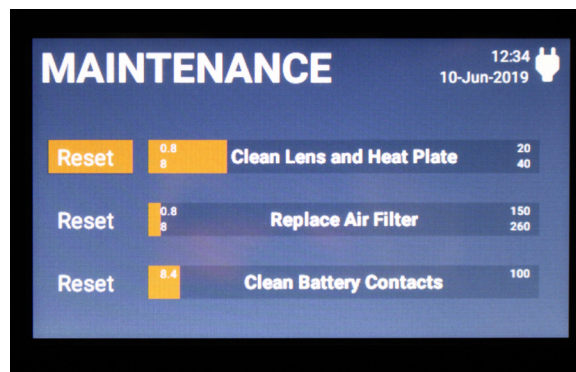 MAINTENANCE
12:34
10-Jun-2019
Reset 0.8 Clean Lens and Heat Plate 20
8 40
Reset 0.8 Replace Air Filter 150
8 260
Reset 8.4 Clean Battery Contacts 100